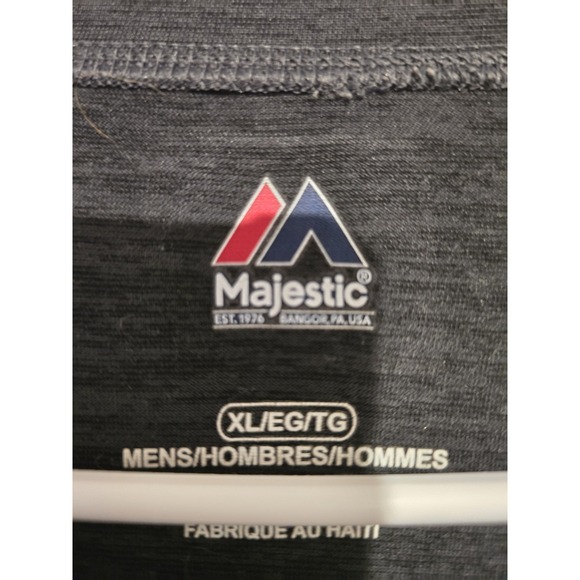 Majestic®
EST. 1976 BANGOR, PA, USA
XL/EG/TG
MENS/HOMBRES/HOMMES
FABRIQUE AU HAITI